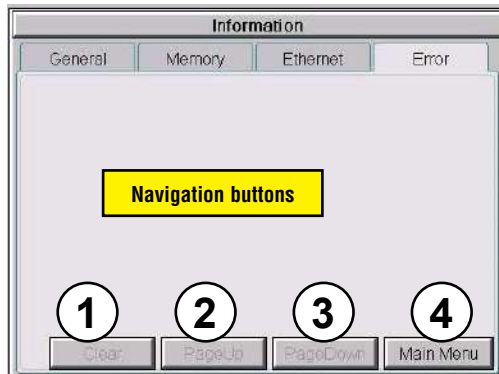 Information
General Memory Ethernet Error
Navigation buttons
1 2 3 4
Clear PageUp PageDown Main Menu